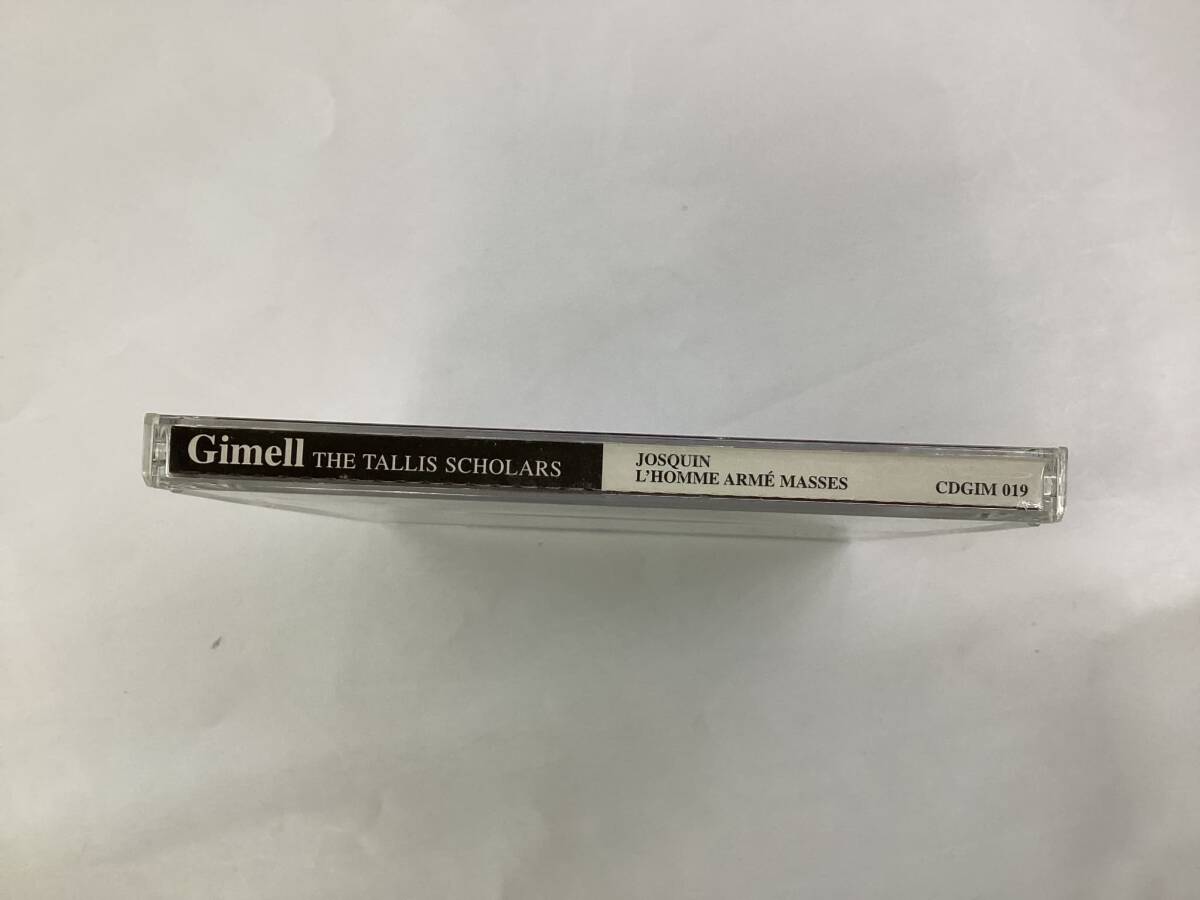 Gimell THE TALLIS SCHOLARS
JOSQUIN
L'HOMME ARMÉ MASSES
CDGIM 019